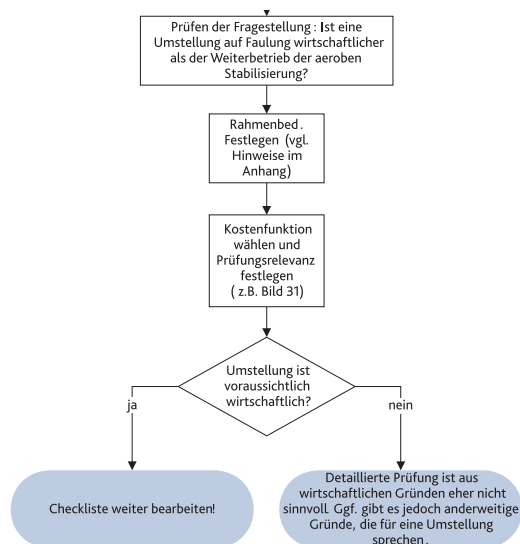 Prüfen der Fragestellung : Ist eine
Umstellung auf Faulung wirtschaftlicher
als der Weiterbetrieb der aeroben
Stabilisierung?
Rahmenbed .
Festlegen (vgl.
Hinweise im
Anhang)
Kostenfunktion
wählen und
Prüfungsrelevanz
festlegen
( z.B. Bild 31)
Umstellung ist
voraussichtlich
wirtschaftlich?
ja
nein
Checkliste weiter bearbeiten!
Detaillierte Prüfung ist aus
wirtschaftlichen Gründen eher nicht
sinnvoll. Ggf. gibt es jedoch anderweitige
Gründe, die für eine Umstellung
sprechen .